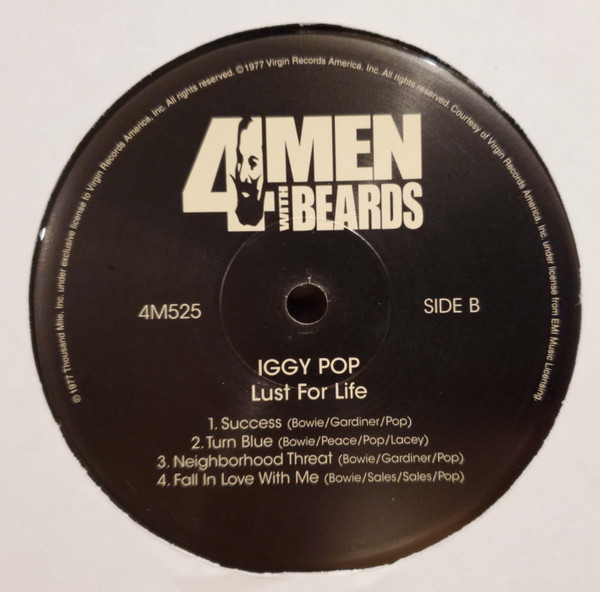 ℗1977 Thousand Mile, Inc. under exclusive license to Virgin Records America, Inc. All rights reserved. ©1977 Virgin Records America, Inc. All rights reserved. Courtesy of Virgin Records America, Inc. under license from EMI Music Licensing.
4 MEN
WITH BEARDS
4M525
SIDE B
IGGY POP
Lust For Life
1. Success (Bowie/Gardiner/Pop)
2. Turn Blue (Bowie/Peace/Pop/Lacey)
3. Neighborhood Threat (Bowie/Gardiner/Pop)
4. Fall In Love With Me (Bowie/Sales/Sales/Pop)